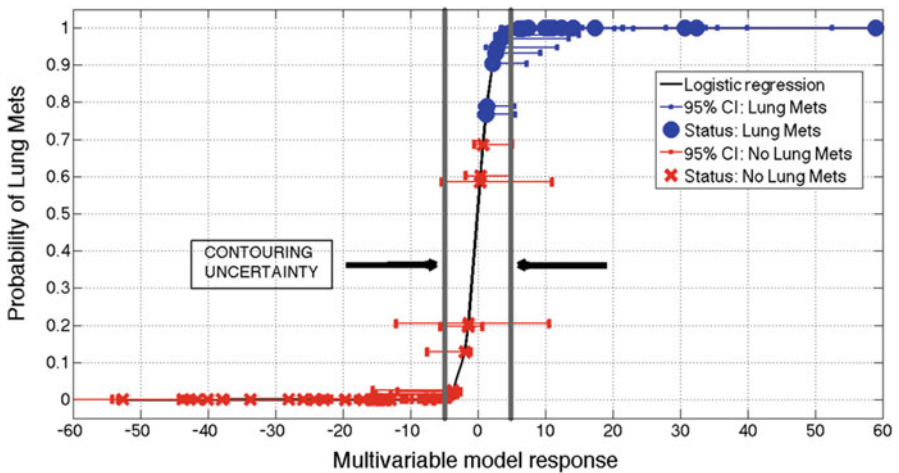 Probability of Lung Mets
1
0.9
0.8
0.7
0.6
0.5
0.4
0.3
0.2
0.1
0
Logistic regression
95% CI: Lung Mets
Status: Lung Mets
95% CI: No Lung Mets
Status: No Lung Mets
CONTOURING
UNCERTAINTY
-60 -50 -40 -30 -20 -10 0 10 20 30 40 50 60
Multivariable model response